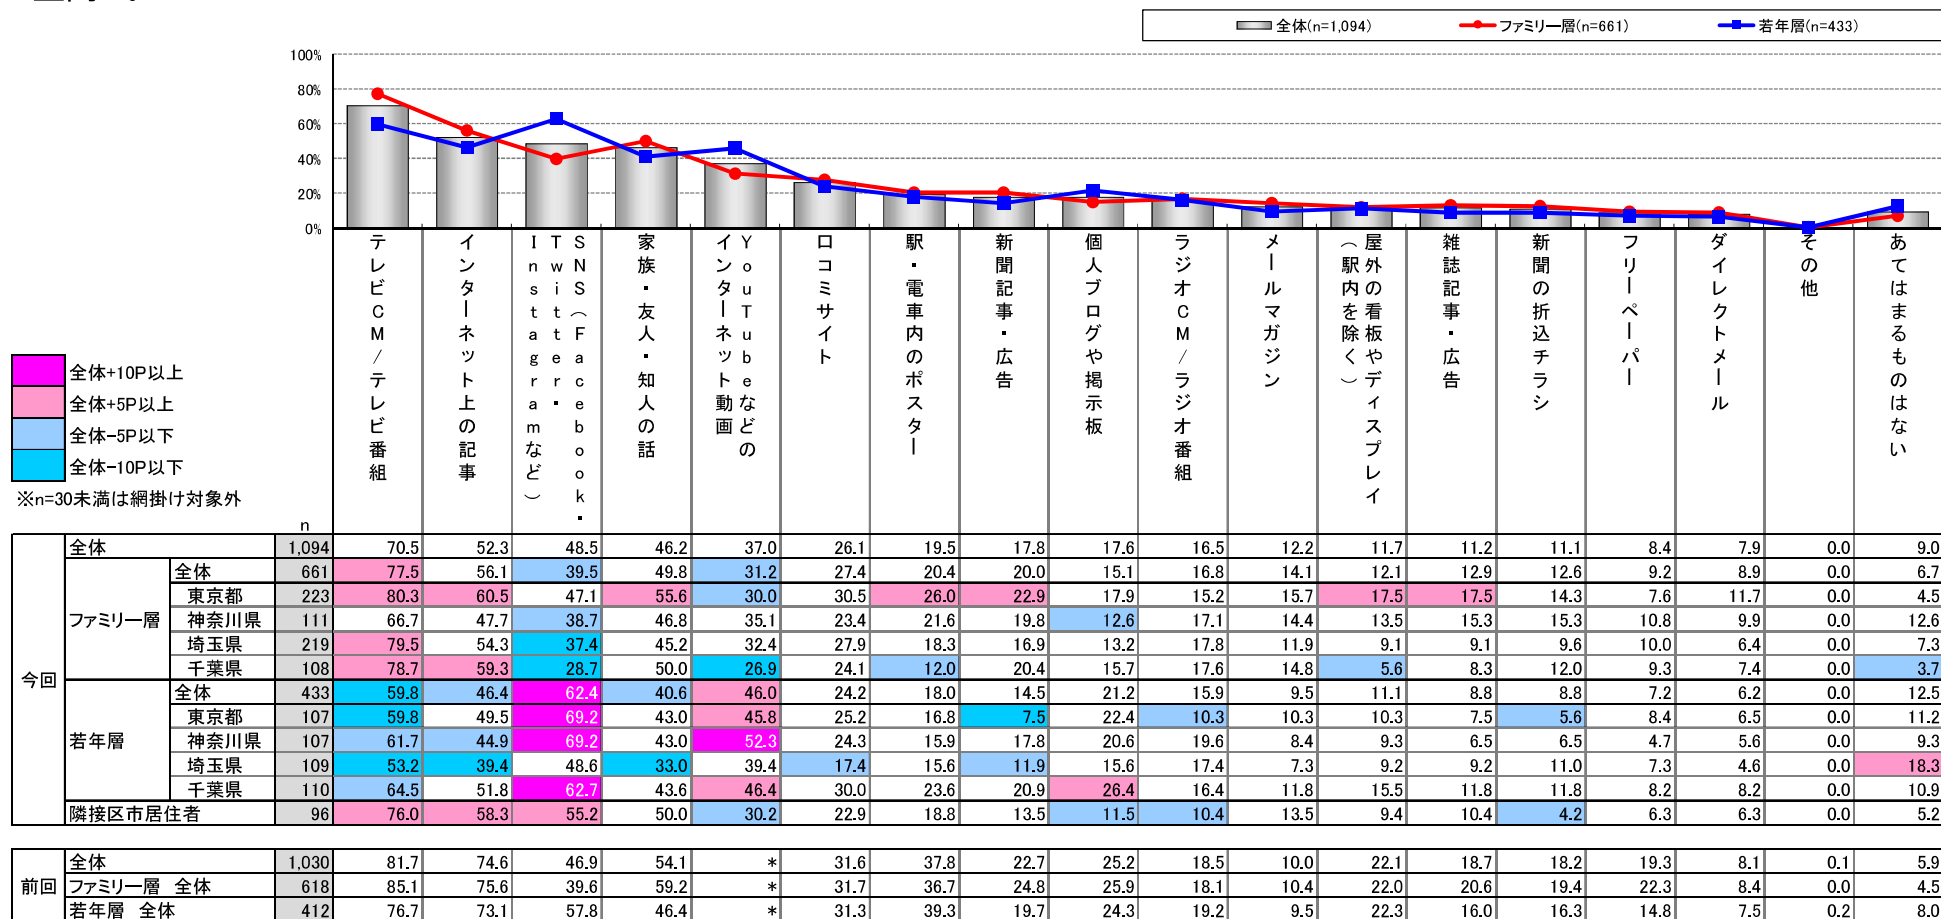 全体(n=1,094) ファミリー層(n=661) 若年層(n=433)
100%
80%
60%
40%
20%
0%
テレビCM/テレビ番組
インターネット上の記事
SNS(Facebook・
Twitter・
Instagramなど)
家族・友人・知人の話
YouTubeなどの
インターネット動画
口コミサイト
駅・電車内のポスター
新聞記事・広告
個人ブログや掲示板
ラジオCM/ラジオ番組
メールマガジン
屋外の看板やディスプレイ
(駅内を除く)
雑誌記事・広告
新聞の折込チラシ
フリーペーパー
ダイレクトメール
その他
あてはまるものはない
全体+10P以上
全体+5P以上
全体-5P以下
全体-10P以下
※n=30未満は網掛け対象外
n
今回
全体 1,094 70.5 52.3 48.5 46.2 37.0 26.1 19.5 17.8 17.6 16.5 12.2 11.7 11.2 11.1 8.4 7.9 0.0 9.0
ファミリー層
全体 661 77.5 56.1 39.5 49.8 31.2 27.4 20.4 20.0 15.1 16.8 14.1 12.1 12.9 12.6 9.2 8.9 0.0 6.7
東京都 223 80.3 60.5 47.1 55.6 30.0 30.5 26.0 22.9 17.9 15.2 15.7 17.5 17.5 14.3 7.6 11.7 0.0 4.5
神奈川県 111 66.7 47.7 38.7 46.8 35.1 23.4 21.6 19.8 12.6 17.1 14.4 13.5 15.3 15.3 10.8 9.9 0.0 12.6
埼玉県 219 79.5 54.3 37.4 45.2 32.4 27.9 18.3 16.9 13.2 17.8 11.9 9.1 9.1 9.6 10.0 6.4 0.0 7.3
千葉県 108 78.7 59.3 28.7 50.0 26.9 24.1 12.0 20.4 15.7 17.6 14.8 5.6 8.3 12.0 9.3 7.4 0.0 3.7
若年層
全体 433 59.8 46.4 62.4 40.6 46.0 24.2 18.0 14.5 21.2 15.9 9.5 11.1 8.8 8.8 7.2 6.2 0.0 12.5
東京都 107 59.8 49.5 69.2 43.0 45.8 25.2 16.8 7.5 22.4 10.3 10.3 10.3 7.5 5.6 8.4 6.5 0.0 11.2
神奈川県 107 61.7 44.9 69.2 43.0 52.3 24.3 15.9 17.8 20.6 19.6 8.4 9.3 6.5 6.5 4.7 5.6 0.0 9.3
埼玉県 109 53.2 39.4 48.6 33.0 39.4 17.4 15.6 11.9 15.6 17.4 7.3 9.2 9.2 11.0 7.3 4.6 0.0 18.3
千葉県 110 64.5 51.8 62.7 43.6 46.4 30.0 23.6 20.9 26.4 16.4 11.8 15.5 11.8 11.8 8.2 8.2 0.0 10.9
隣接区市居住者 96 76.0 58.3 55.2 50.0 30.2 22.9 18.8 13.5 11.5 10.4 13.5 9.4 10.4 4.2 6.3 6.3 0.0 5.2
前回
全体 1,030 81.7 74.6 46.9 54.1 * 31.6 37.8 22.7 25.2 18.5 10.0 22.1 18.7 18.2 19.3 8.1 0.1 5.9
ファミリー層 全体 618 85.1 75.6 39.6 59.2 * 31.7 36.7 24.8 25.9 18.1 10.4 22.0 20.6 19.4 22.3 8.4 0.0 4.5
若年層 全体 412 76.7 73.1 57.8 46.4 * 31.3 39.3 19.7 24.3 19.2 9.5 22.3 16.0 16.3 14.8 7.5 0.2 8.0